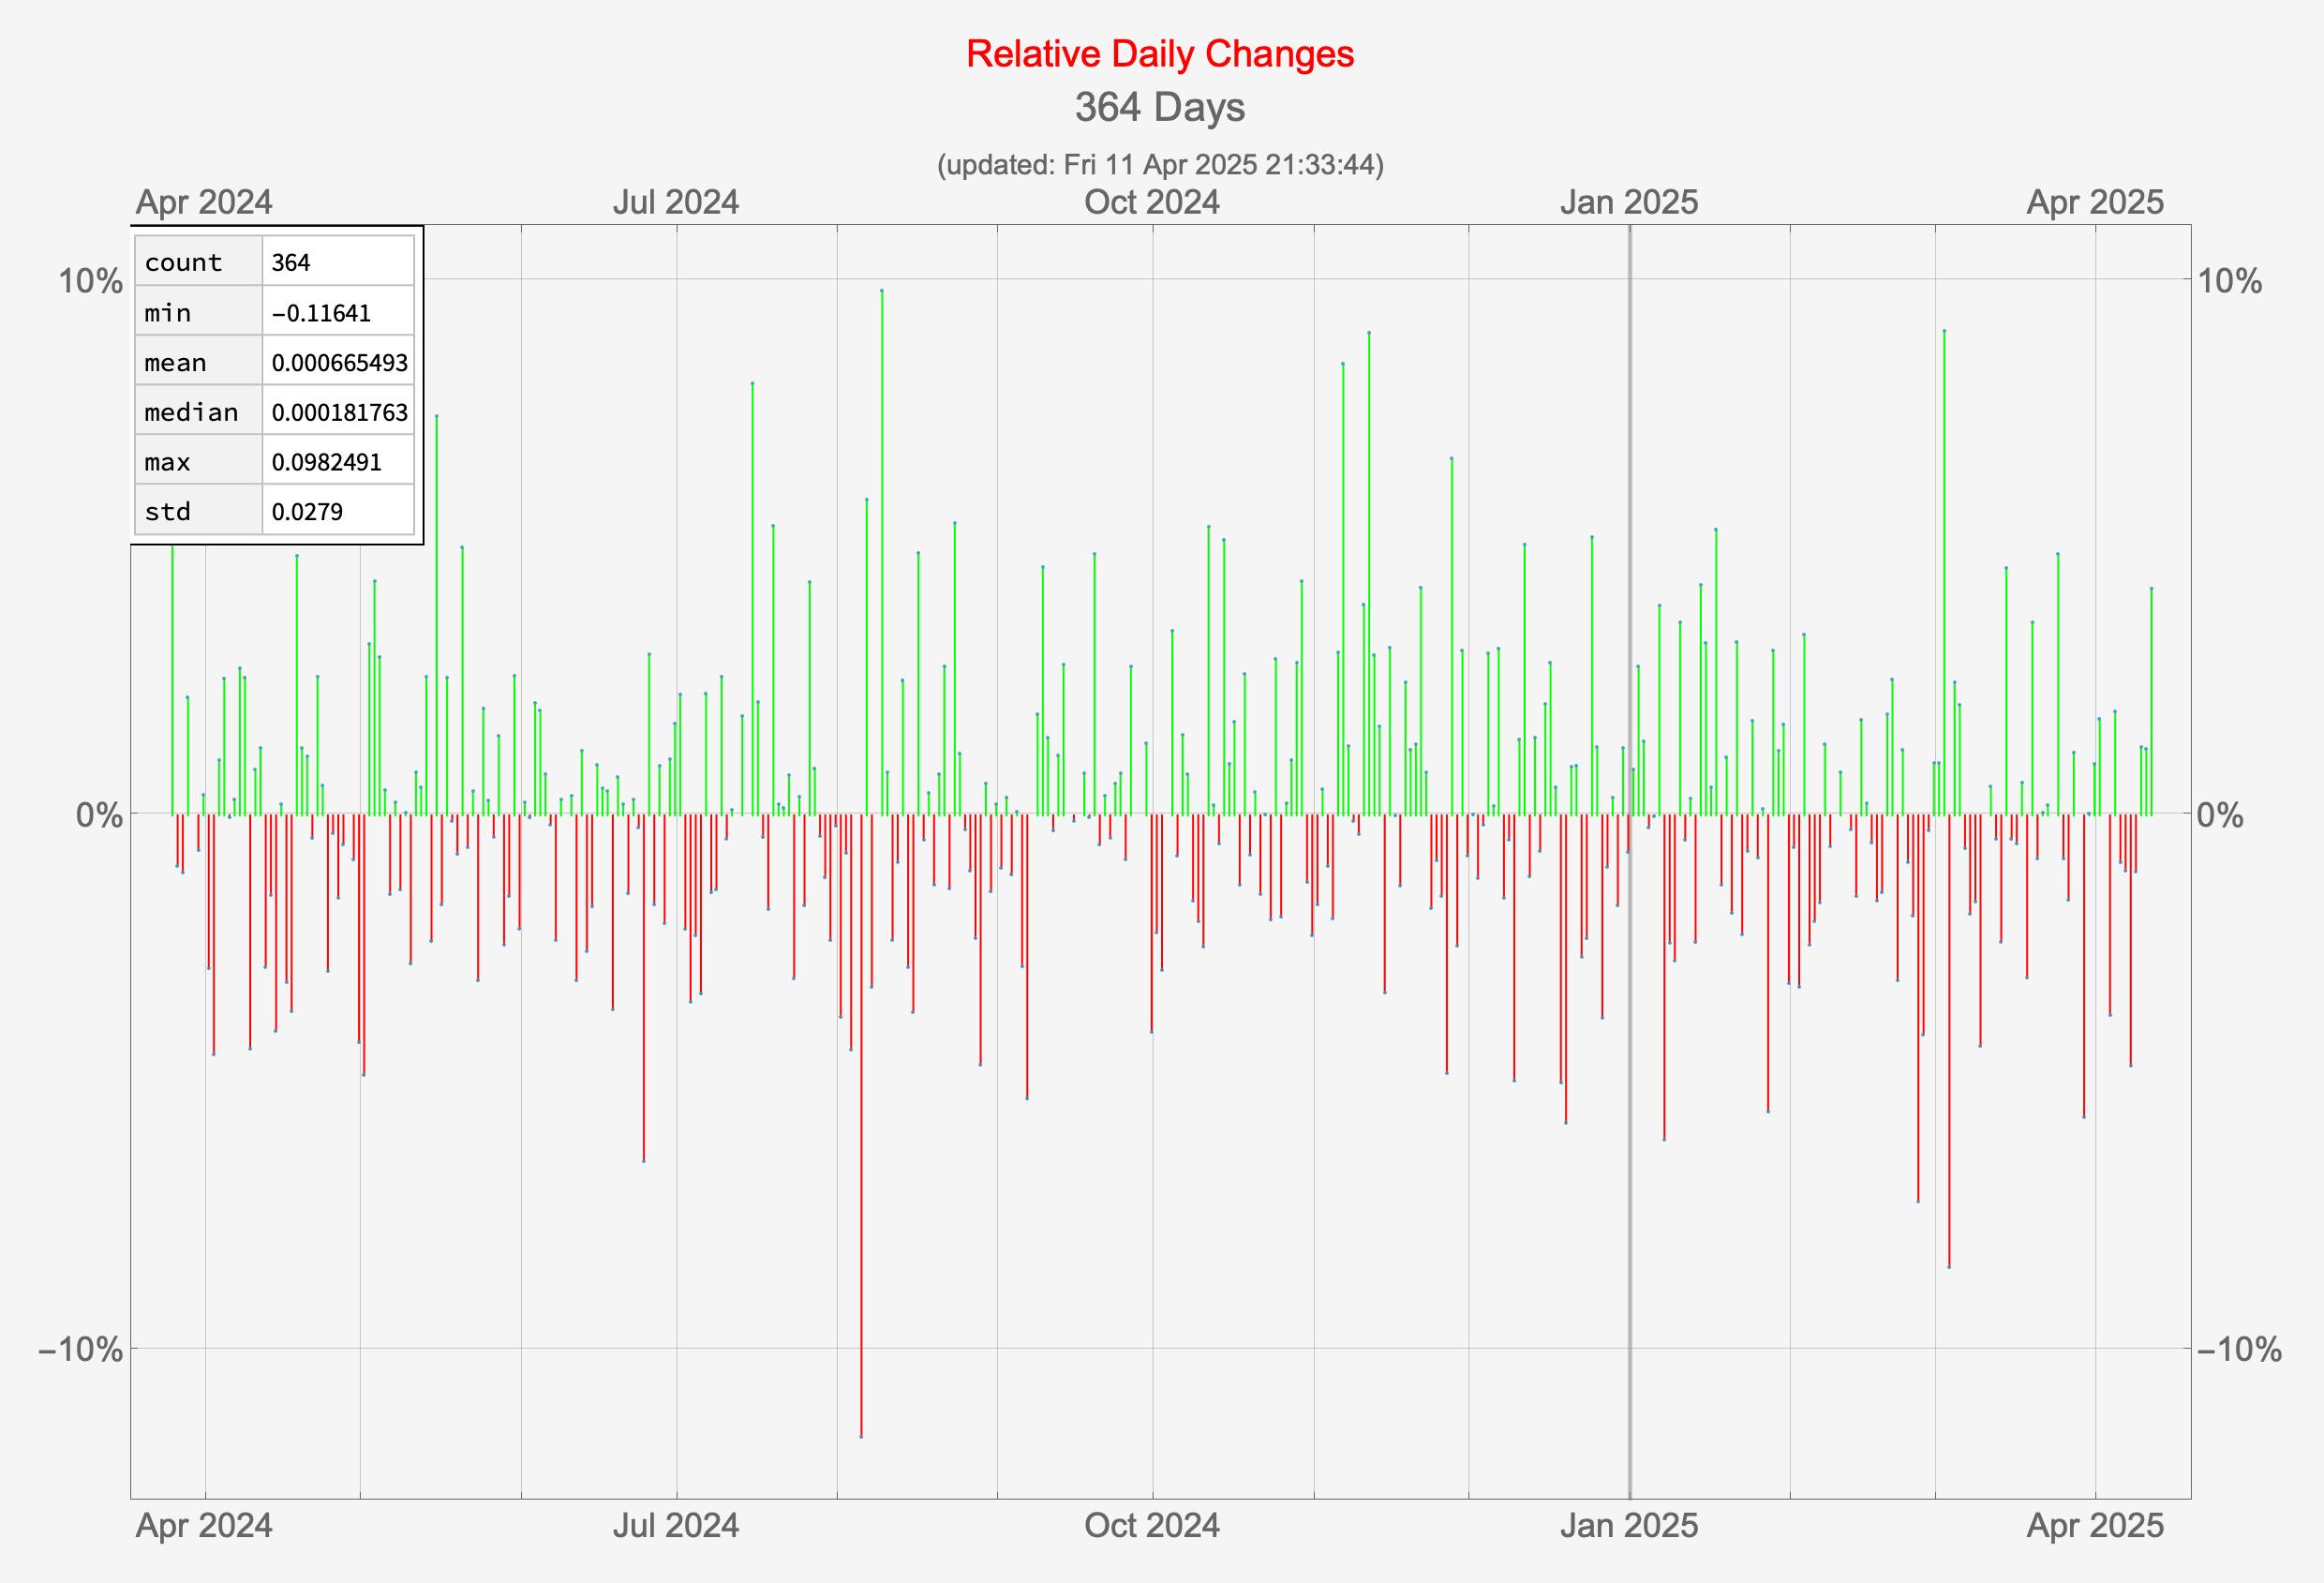 Relative Daily Changes
364 Days
(updated: Fri 11 Apr 2025 21:33:44)
Apr 2024 Jul 2024 Oct 2024 Jan 2025 Apr 2025
count 364
10% 10%
min −0.11641
mean 0.000665493
median 0.000181763
max 0.0982491
std 0.0279
0% 0%
−10% −10%
Apr 2024 Jul 2024 Oct 2024 Jan 2025 Apr 2025